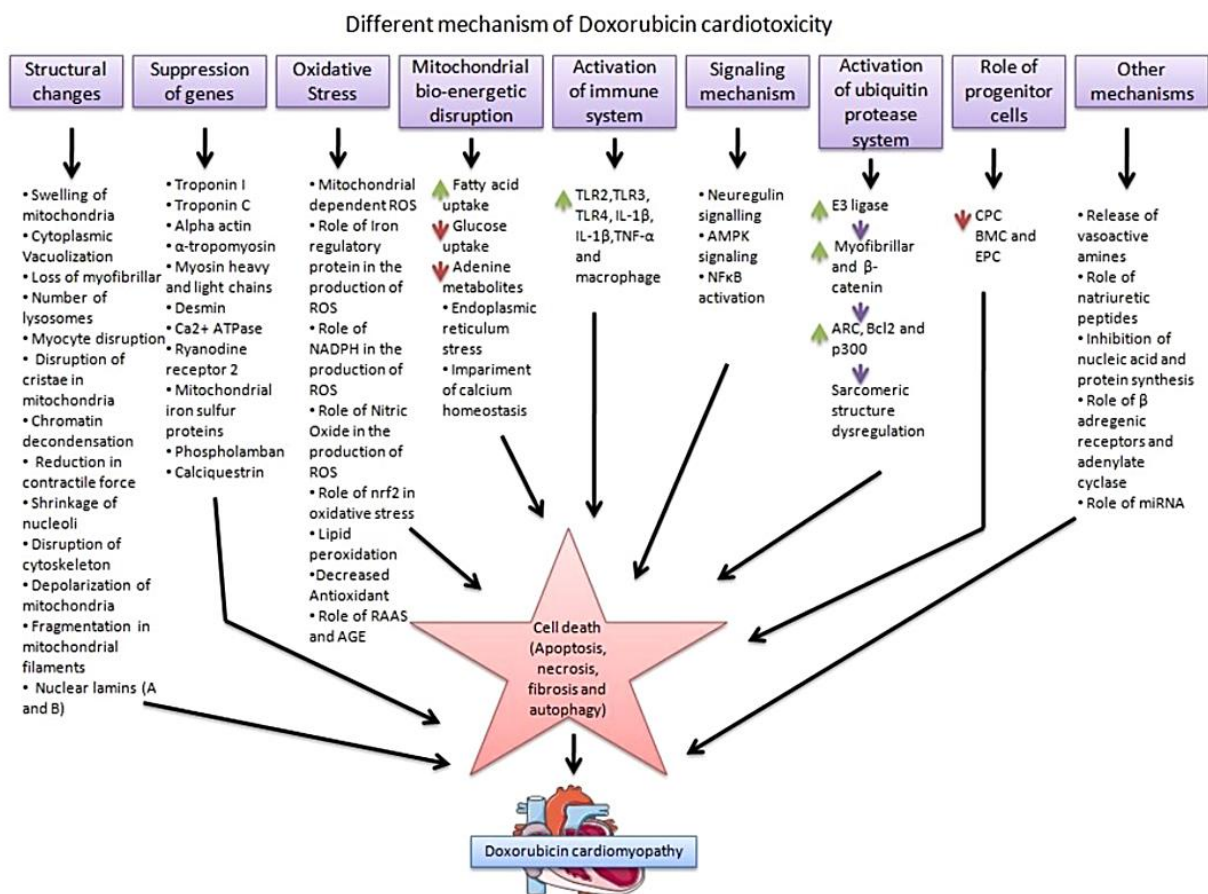 Different mechanism of Doxorubicin cardiotoxicity
Structural
changes
Suppression
of genes
Oxidative
Stress
Mitochondrial
bio-energetic
disruption
Activation
of immune
system
Signaling
mechanism
Activation
of ubiquitin
protease
system
Role of
progenitor
cells
Other
mechanisms
• Swelling of
mitochondria
• Cytoplasmic
Vacuolization
• Loss of myofibrillar
• Number of
lysosomes
• Myocyte disruption
• Disruption of
cristae in
mitochondria
• Chromatin
decondensation
• Reduction in
contractile force
• Shrinkage of
nucleoli
• Disruption of
cytoskeleton
• Depolarization of
mitochondria
• Fragmentation in
mitochondrial
filaments
• Nuclear lamins (A
and B)
• Troponin I
• Troponin C
• Alpha actin
• α-tropomyosin
• Myosin heavy
and light chains
• Desmin
• Ca2+ ATPase
• Ryanodine
receptor 2
• Mitochondrial
iron sulfur
proteins
• Phospholamban
• Calciquestrin
• Mitochondrial
dependent ROS
• Role of Iron
regulatory
protein in the
production of
ROS
• Role of
NADPH in the
production of
ROS
• Role of Nitric
Oxide in the
production of
ROS
• Role of nrf2 in
oxidative stress
• Lipid
peroxidation
•Decreased
Antioxidant
• Role of RAAS
and AGE
Fatty acid
uptake
Glucose
uptake
Adenine
metabolites
• Endoplasmic
reticulum
stress
• Impariment
of calcium
homeostasis
TLR2,TLR3,
TLR4, IL-1β,
IL-1β,TNF-α
and
macrophage
• Neuregulin
signalling
• AMPK
signaling
• NFκB
activation
E3 ligase
Myofibrillar
and β-
catenin
ARC, Bcl2 and
p300
Sarcomeric
structure
dysregulation
CPC
BMC and
EPC
• Release of
vasoactive
amines
• Role of
natriuretic
peptides
• Inhibition of
nucleic acid and
protein synthesis
• Role of β
adregenic
receptors and
adenylate
cyclase
• Role of miRNA
Cell death
(Apoptosis,
necrosis,
fibrosis and
autophagy)
Doxorubicin cardiomyopathy